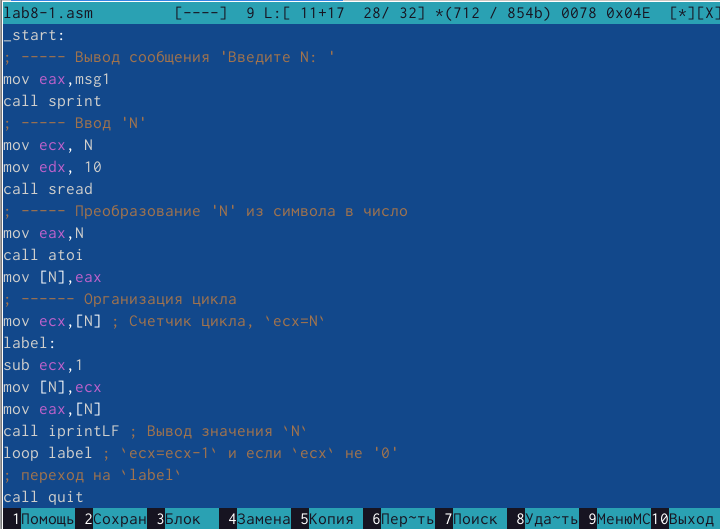 lab8-1.asm [----] 9 L:[ 11+17 28/ 32] *(712 / 854b) 0078 0x04E [*][X]
_start:
; ----- Вывод сообщения 'Введите N: '
mov eax,msg1
call sprint
; ----- Ввод 'N'
mov ecx, N
mov edx, 10
call sread
; ----- Преобразование 'N' из символа в число
mov eax,N
call atoi
mov [N],eax
; ------ Организация цикла
mov ecx,[N] ; Счетчик цикла, `ecx=N`
label:
sub ecx,1
mov [N],ecx
mov eax,[N]
call iprintLF ; Вывод значения `N`
loop label ; `ecx=ecx-1` и если `ecx` не '0'
; переход на `label`
call quit
1Помощь 2Сохран 3Блок 4Замена 5Копия 6Пер~ть 7Поиск 8Уда~ть 9МенюMC 10Выход